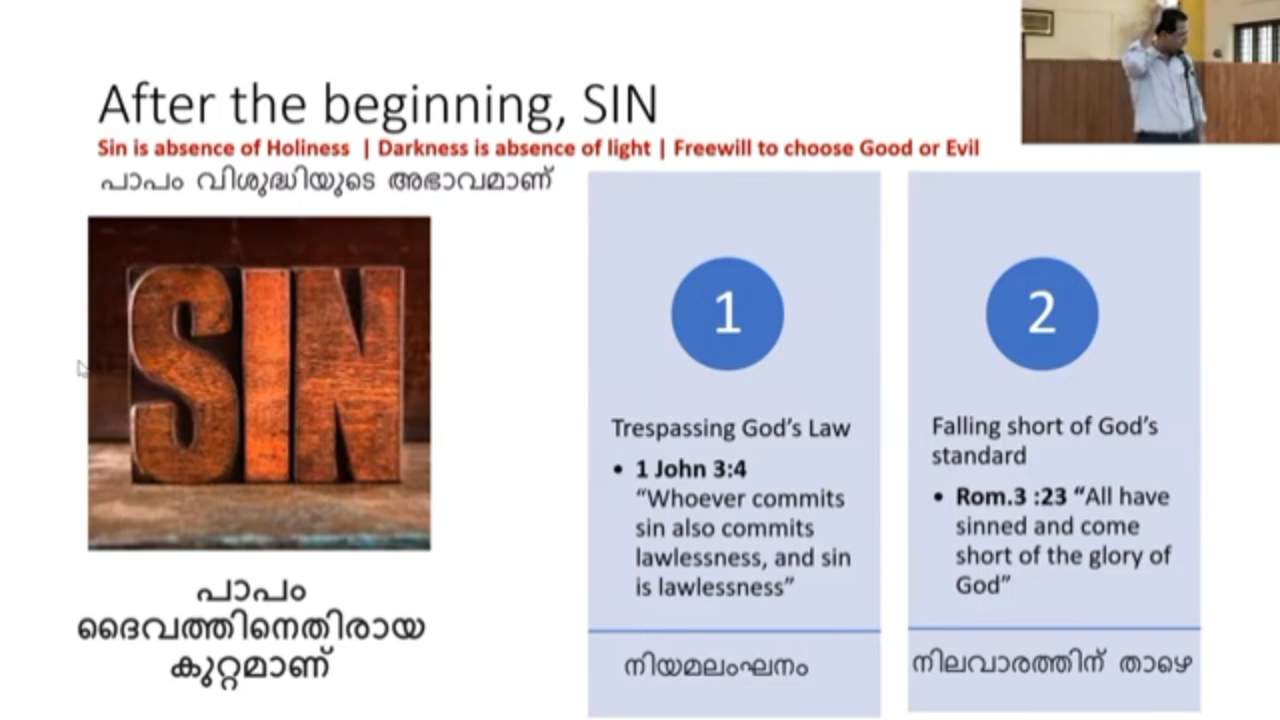 After the beginning, SIN
Sin is absence of Holiness | Darkness is absence of light | Freewill to choose Good or Evil
പാപം വിശുദ്ധിയുടെ അഭാവമാണ്
SIN
പാപം
ദൈവത്തിനെതിരായ
കുറ്റമാണ്
1
Trespassing God’s Law
• 1 John 3:4
“Whoever commits
sin also commits
lawlessness, and sin
is lawlessness”
നിയമലംഘനം
2
Falling short of God’s
standard
• Rom.3 :23 “All have
sinned and come
short of the glory of
God”
നിലവാരത്തിന് താഴെ